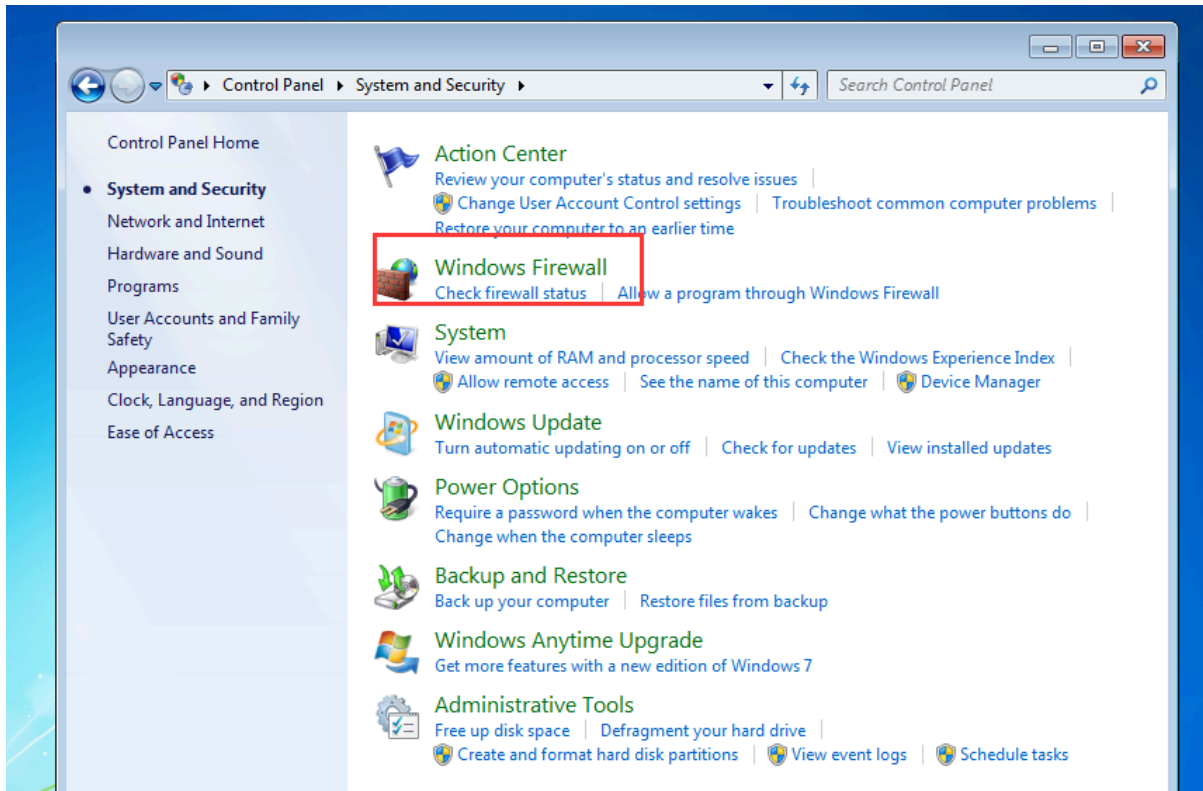 Control Panel System and Security
Search Control Panel
Control Panel Home
System and Security
Network and Internet
Hardware and Sound
Programs
User Accounts and Family
Safety
Appearance
Clock, Language, and Region
Ease of Access
Action Center
Review your computer's status and resolve issues
Change User Account Control settings Troubleshoot common computer problems
Restore your computer to an earlier time
Windows Firewall
Check firewall status Allow a program through Windows Firewall
System
View amount of RAM and processor speed Check the Windows Experience Index
Allow remote access See the name of this computer Device Manager
Windows Update
Turn automatic updating on or off Check for updates View installed updates
Power Options
Require a password when the computer wakes Change what the power buttons do
Change when the computer sleeps
Backup and Restore
Back up your computer Restore files from backup
Windows Anytime Upgrade
Get more features with a new edition of Windows 7
Administrative Tools
Free up disk space Defragment your hard drive
Create and format hard disk partitions View event logs Schedule tasks